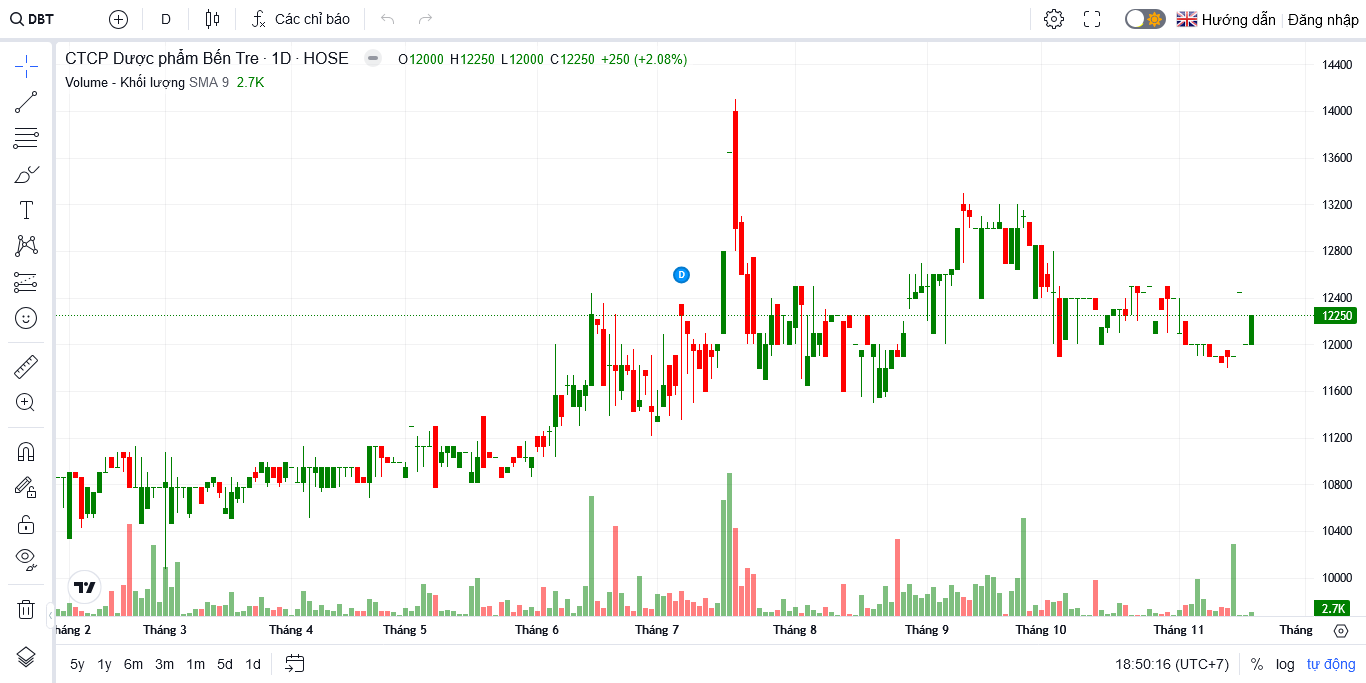 DBT D Các chỉ báo Hướng dẫn Đăng nhập
CTCP Dược phẩm Bến Tre · 1D · HOSE O12000 H12250 L12000 C12250 +250 (+2.08%)
Volume - Khối lượng SMA 9 2.7K
14400
14000
13600
13200
12800
D
12400
12250
12000
11600
11200
10800
10400
10000
2.7K
háng 2 Tháng 3 Tháng 4 Tháng 5 Tháng 6 Tháng 7 Tháng 8 Tháng 9 Tháng 10 Tháng 11 Tháng
5y 1y 6m 3m 1m 5d 1d 18:50:16 (UTC+7) % log tự động